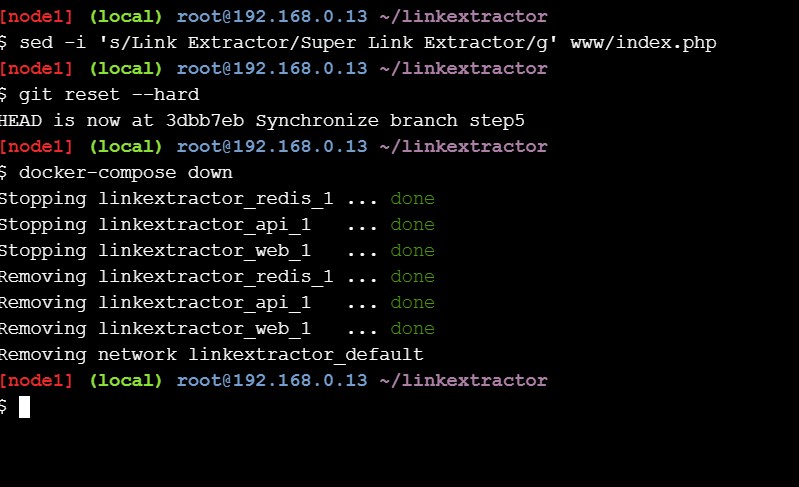 [node1] (local) root@192.168.0.13 ~/linkextractor
$ sed -i 's/Link Extractor/Super Link Extractor/g' www/index.php
[node1] (local) root@192.168.0.13 ~/linkextractor
$ git reset --hard
HEAD is now at 3dbb7eb Synchronize branch step5
[node1] (local) root@192.168.0.13 ~/linkextractor
$ docker-compose down
Stopping linkextractor_redis_1 ... done
Stopping linkextractor_api_1   ... done
Stopping linkextractor_web_1   ... done
Removing linkextractor_redis_1 ... done
Removing linkextractor_api_1   ... done
Removing linkextractor_web_1   ... done
Removing network linkextractor_default
[node1] (local) root@192.168.0.13 ~/linkextractor
$